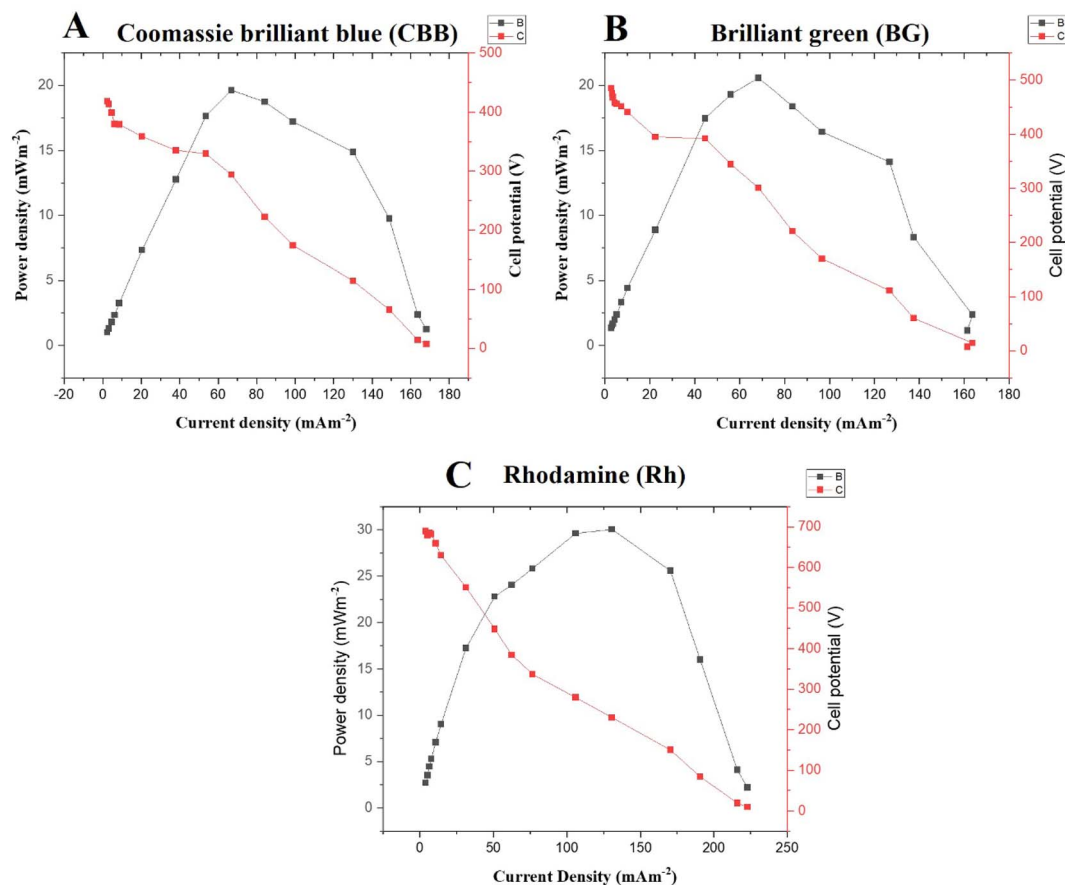 A
Coomassie brilliant blue (CBB)
B
C
Power density (mWm-2)
20
15
10
5
0
500
400
300
200
100
0
Cell potential (V)
-20 0 20 40 60 80 100 120 140 160 180
Current density (mAm-2)
B
Brilliant green (BG)
B
C
Power density (mWm-2)
20
15
10
5
0
500
400
300
200
100
0
Cell potential (V)
0 20 40 60 80 100 120 140 160 180
Current density (mAm-2)
C
Rhodamine (Rh)
B
C
Power density (mWm-2)
30
25
20
15
10
5
0
700
600
500
400
300
200
100
0
Cell potential (V)
0 50 100 150 200 250
Current Density (mAm-2)